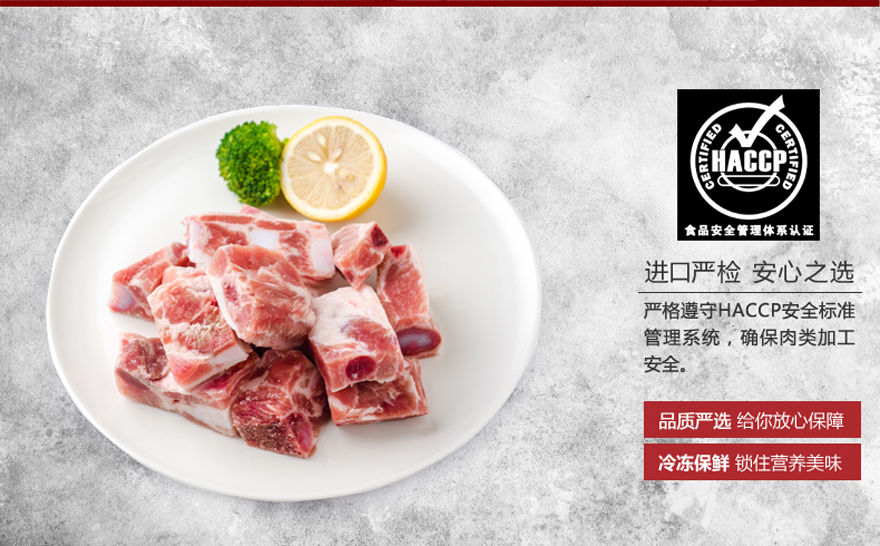 CERTIFIED CERTIFIED
HACCP
食品安全管理体系认证
进口严检 安心之选
严格遵守HACCP安全标准
管理系统，确保肉类加工
安全。
品质严选 给你放心保障
冷冻保鲜 锁住营养美味